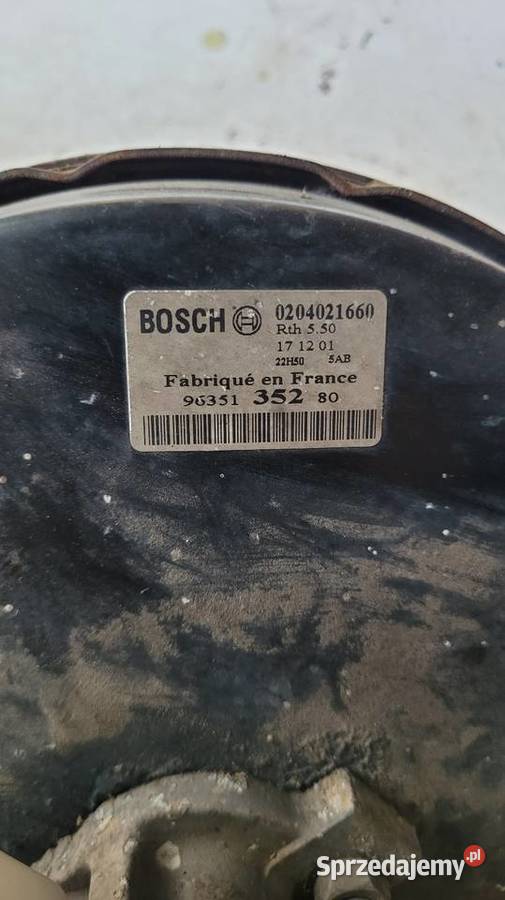 BOSCH 0204021660
Rth 5.50
17 12 01
22H50 5AB
Fabriqué en France
96351 352 80
Sprzedajemy.pl